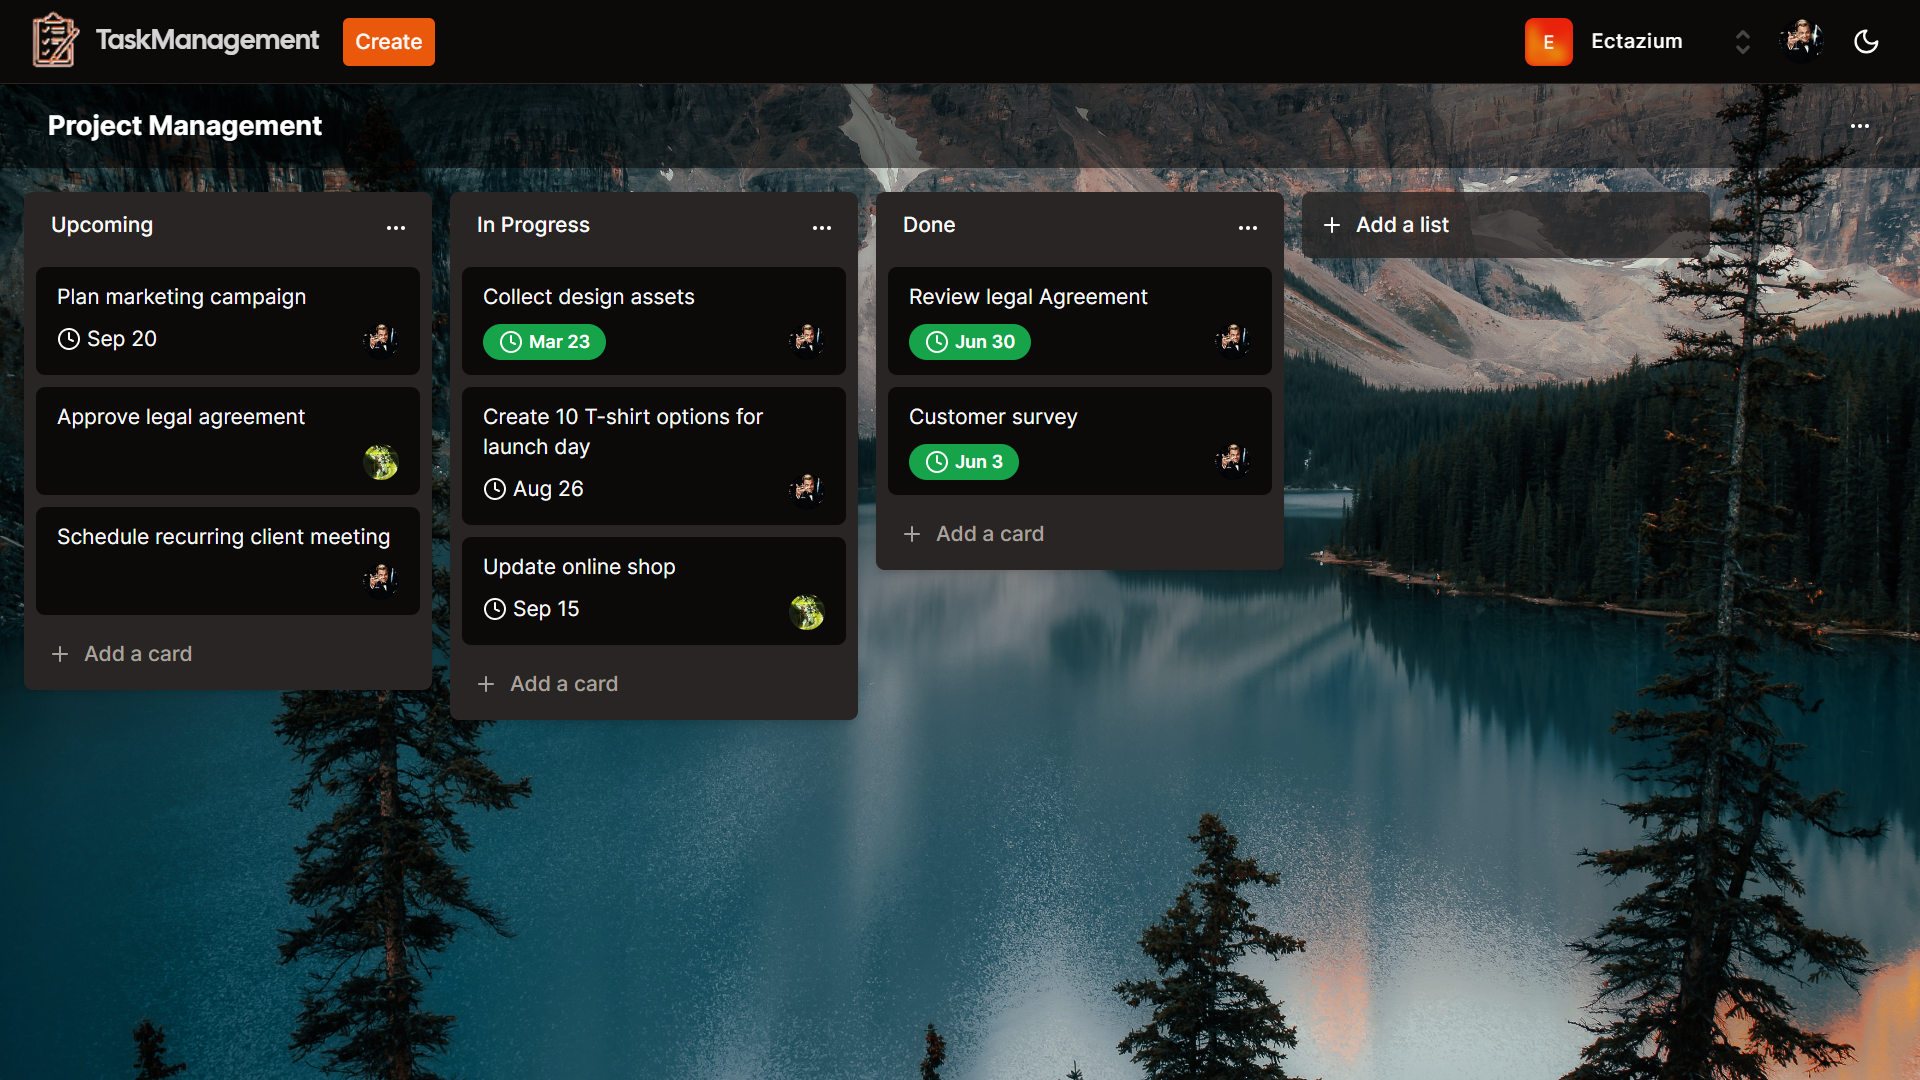 TaskManagement
Create
E
Ectazium
Project Management
Upcoming
Plan marketing campaign
Sep 20
Approve legal agreement
Schedule recurring client meeting
Add a card
In Progress
Collect design assets
Mar 23
Create 10 T-shirt options for
launch day
Aug 26
Update online shop
Sep 15
Add a card
Done
Review legal Agreement
Jun 30
Customer survey
Jun 3
Add a card
Add a list